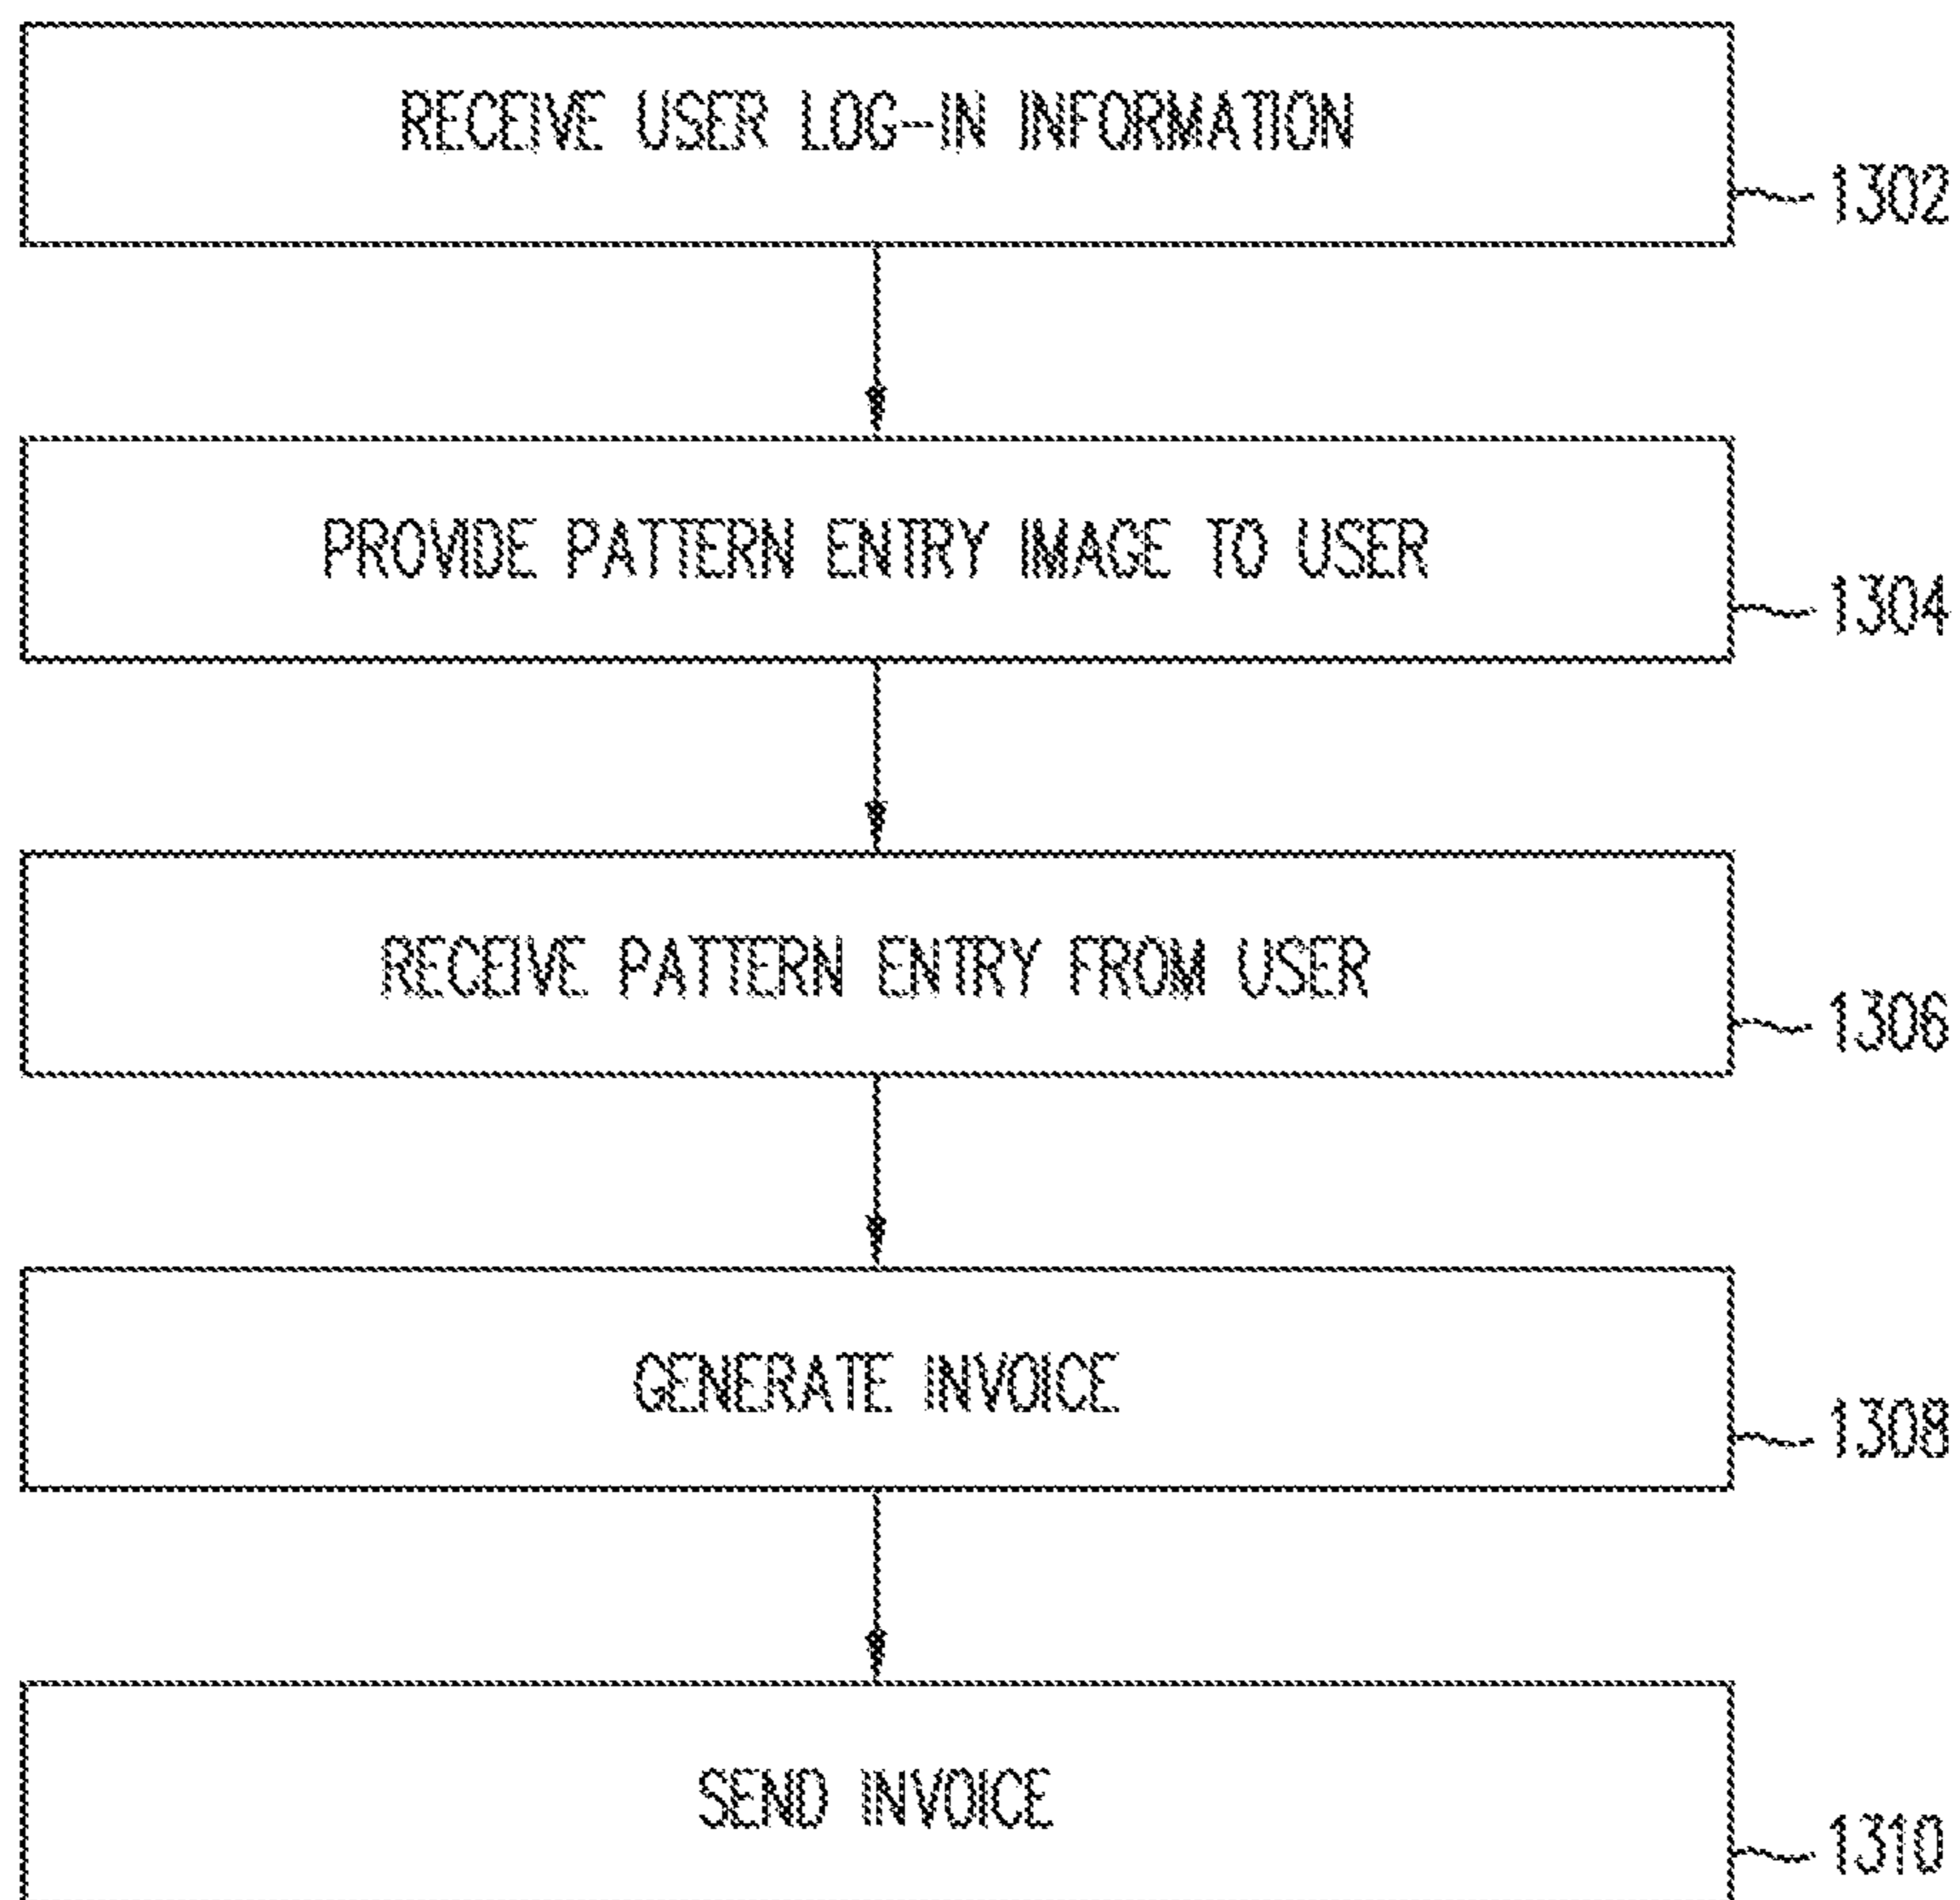 RECEIVE USER LOG-IN INFORMATION
1302
PROVIDE PATTERN ENTRY IMAGE TO USER
1304
RECEIVE PATTERN ENTRY FROM USER
1306
GENERATE INVOICE
1308
SEND INVOICE
1310